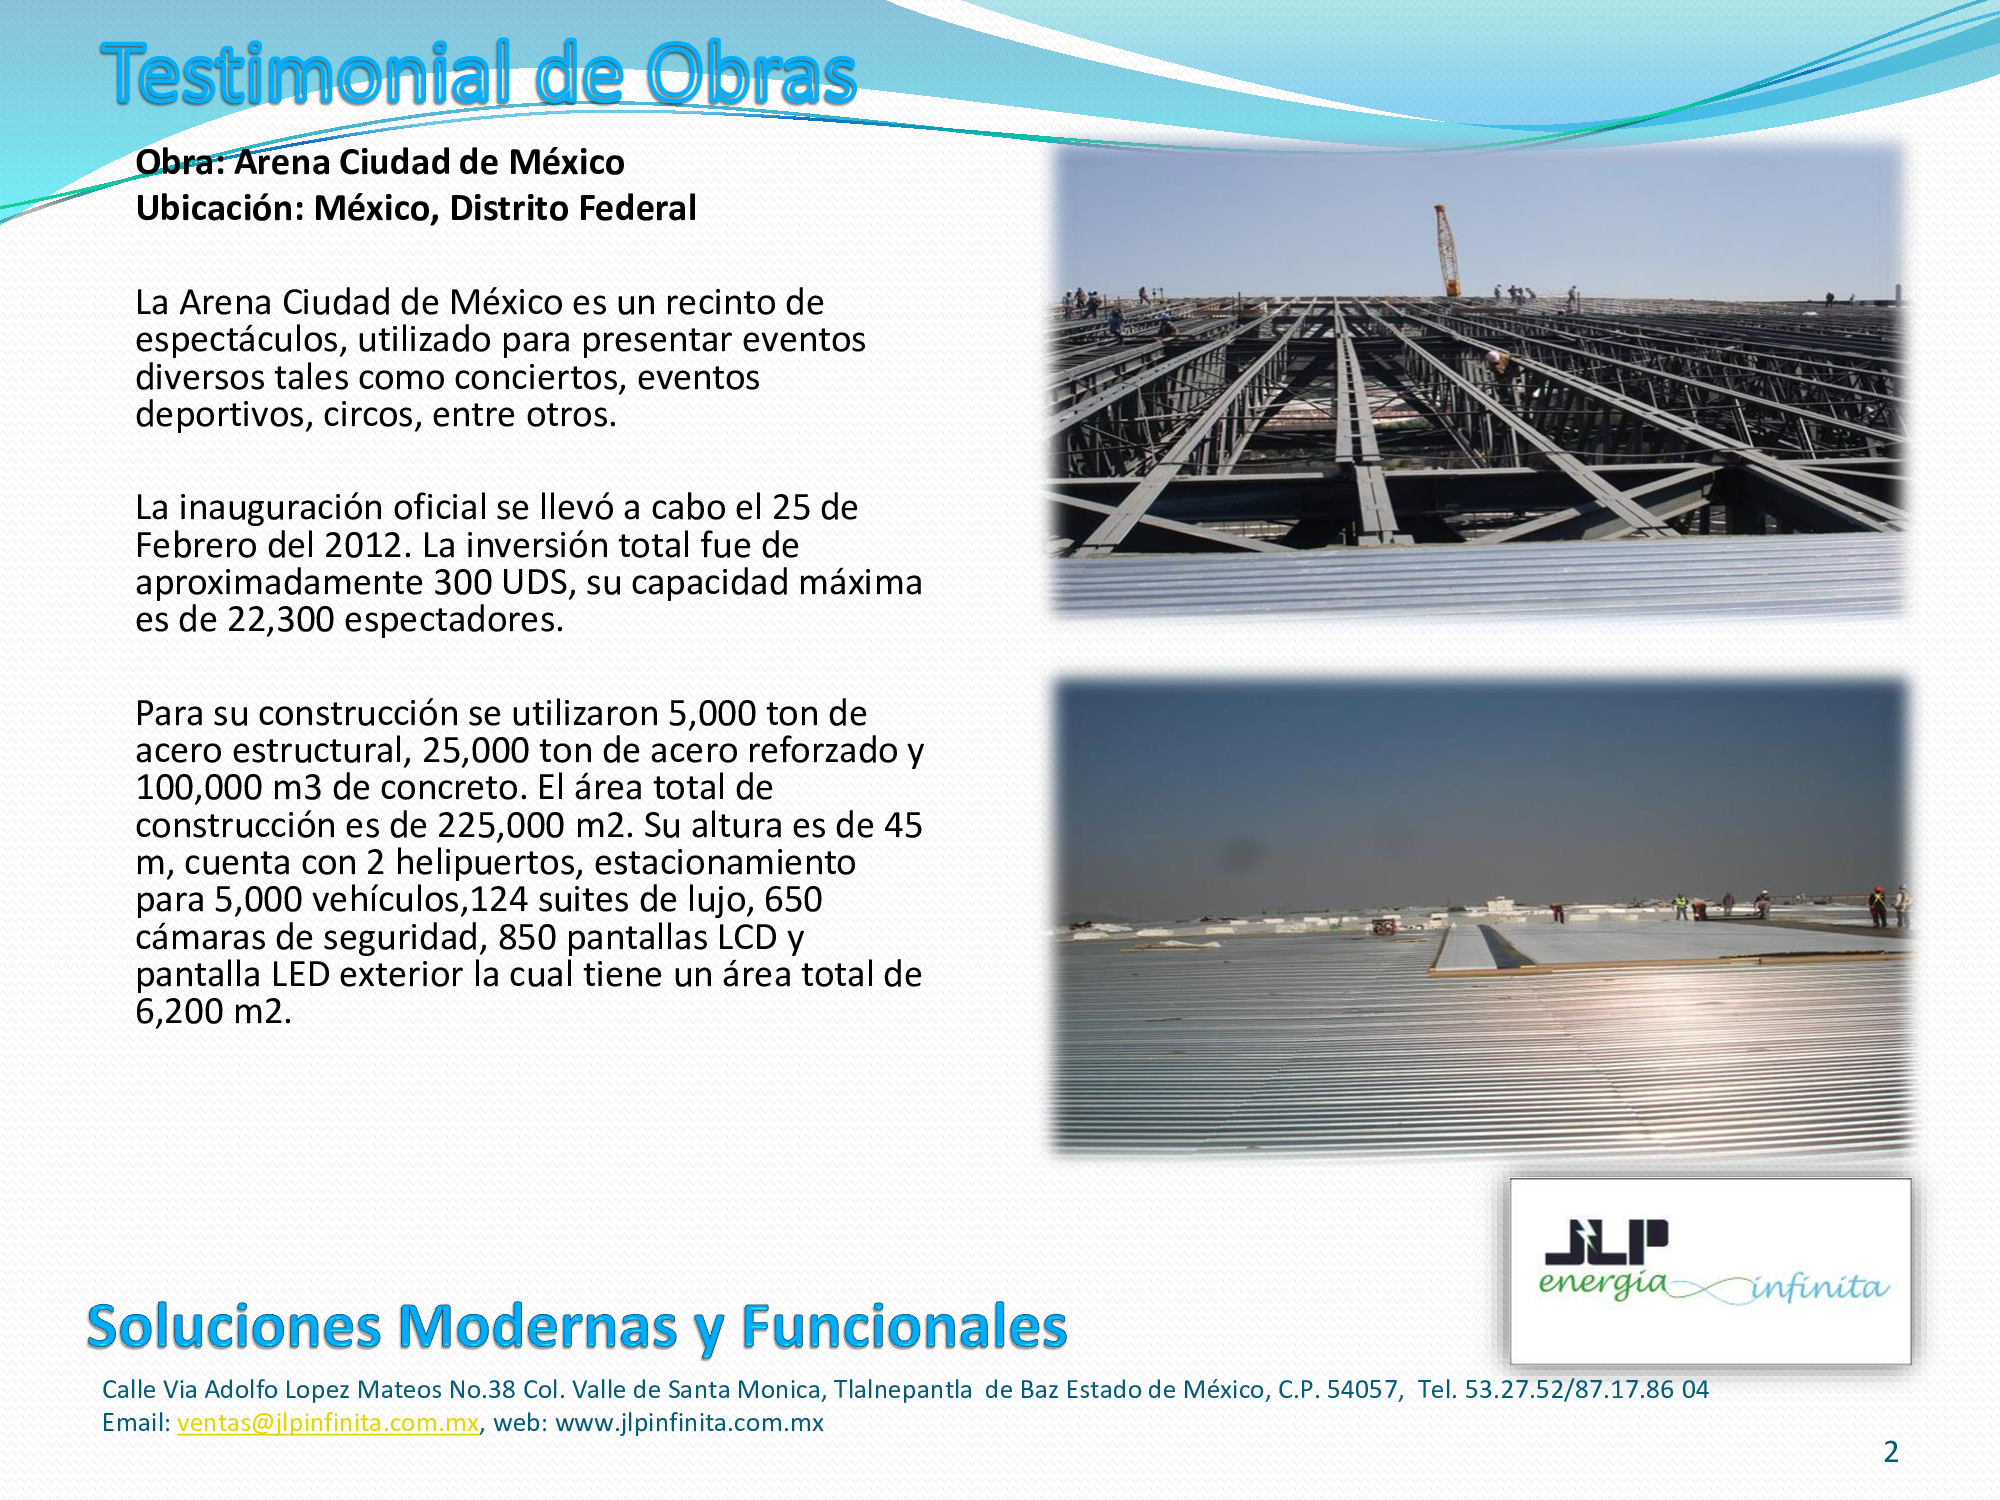 Testimonial de Obras
Obra: Arena Ciudad de México
Ubicación: México, Distrito Federal
La Arena Ciudad de México es un recinto de
espectáculos, utilizado para presentar eventos
diversos tales como conciertos, eventos
deportivos, circos, entre otros.
La inauguración oficial se llevó a cabo el 25 de
Febrero del 2012. La inversión total fue de
aproximadamente 300 UDS, su capacidad máxima
es de 22,300 espectadores.
Para su construcción se utilizaron 5,000 ton de
acero estructural, 25,000 ton de acero reforzado y
100,000 m3 de concreto. El área total de
construcción es de 225,000 m2. Su altura es de 45
m, cuenta con 2 helipuertos, estacionamiento
para 5,000 vehículos,124 suites de lujo, 650
cámaras de seguridad, 850 pantallas LCD y
pantalla LED exterior la cual tiene un área total de
6,200 m2.
JLP
energía infinita
Soluciones Modernas y Funcionales
Calle Via Adolfo Lopez Mateos No.38 Col. Valle de Santa Monica, Tlalnepantla de Baz Estado de México, C.P. 54057, Tel. 53.27.52/87.17.86 04
Email: ventas@jlpinfinita.com.mx, web: www.jlpinfinita.com.mx
2